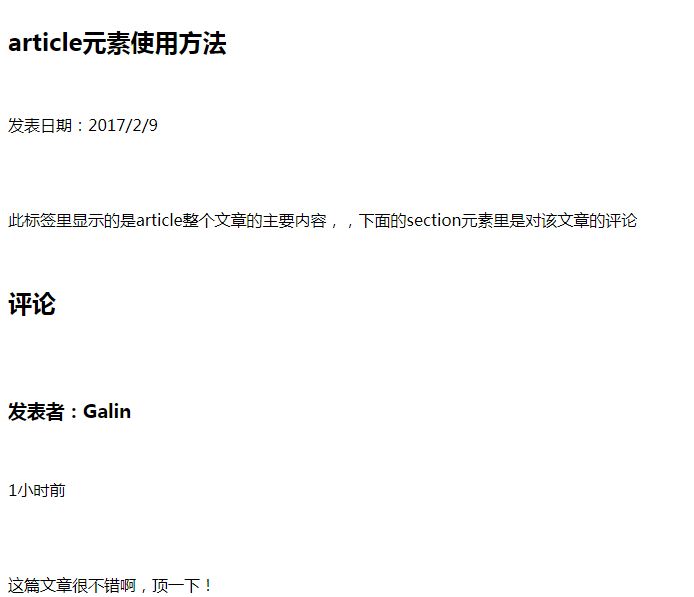 article元素使用方法
发表日期：2017/2/9
此标签里显示的是article整个文章的主要内容，，下面的section元素里是对该文章的评论
评论
发表者：Galin
1小时前
这篇文章很不错啊，顶一下！